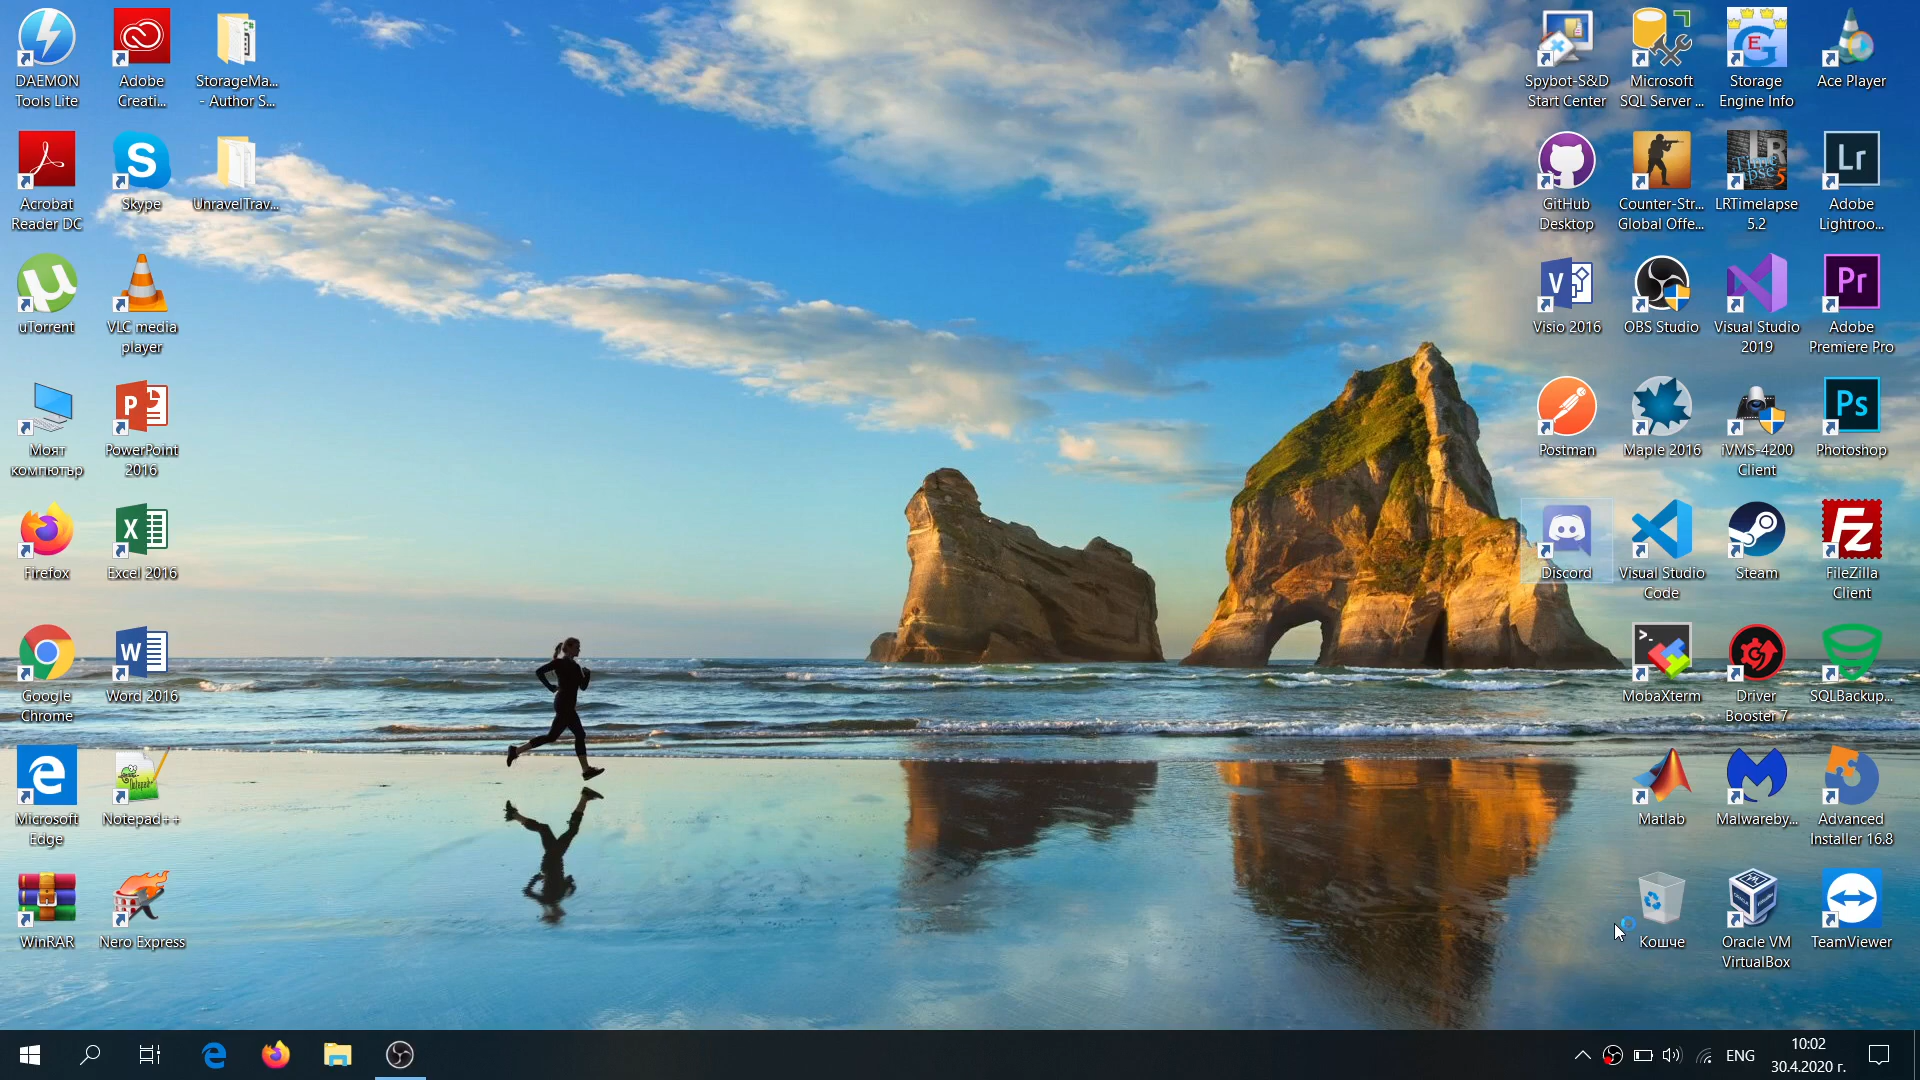 DAEMON
Tools Lite
Adobe
Creati...
StorageMa...
- Author S...
Acrobat
Reader DC
Skype
UnravelTrav...
uTorrent
VLC media
player
Моят
компютър
PowerPoint
2016
Firefox
Excel 2016
Google
Chrome
Word 2016
Microsoft
Edge
Notepad++
WinRAR
Nero Express
Spybot-S&D
Start Center
Microsoft
SQL Server ...
Storage
Engine Info
Ace Player
GitHub
Desktop
Counter-Str...
Global Offe...
LRTimelapse
5.2
Adobe
Lightroo...
Visio 2016
OBS Studio
Visual Studio
2019
Adobe
Premiere Pro
Postman
Maple 2016
iVMS-4200
Client
Photoshop
Discord
Visual Studio
Code
Steam
FileZilla
Client
MobaXterm
Driver
Booster 7
SQLBackup...
Matlab
Malwareby...
Advanced
Installer 16.8
Кошче
Oracle VM
VirtualBox
TeamViewer
ENG
10:02
30.4.2020 г.